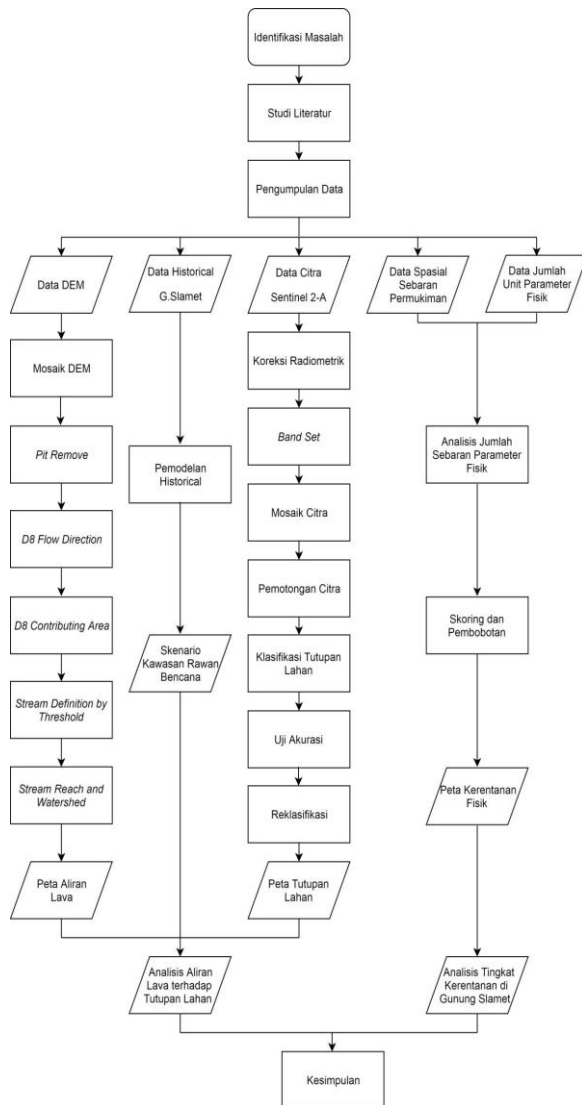 Identifikasi Masalah
Studi Literatur
Pengumpulan Data
Data DEM
Data Historical
G.Slamet
Data Citra
Sentinel 2-A
Data Spasial
Sebaran
Permukiman
Data Jumlah
Unit Parameter
Fisik
Mosaik DEM
Pit Remove
D8 Flow Direction
D8 Contributing Area
Stream Definition by
Threshold
Stream Reach and
Watershed
Peta Aliran
Lava
Pemodelan
Historical
Skenario
Kawasan Rawan
Bencana
Koreksi Radiometrik
Band Set
Mosaik Citra
Pemotongan Citra
Klasifikasi Tutupan
Lahan
Uji Akurasi
Reklasifikasi
Peta Tutupan
Lahan
Analisis Jumlah
Sebaran Parameter
Fisik
Skoring dan
Pembobotan
Peta Kerentanan
Fisik
Analisis Aliran
Lava terhadap
Tutupan Lahan
Analisis Tingkat
Kerentanan di
Gunung Slamet
Kesimpulan